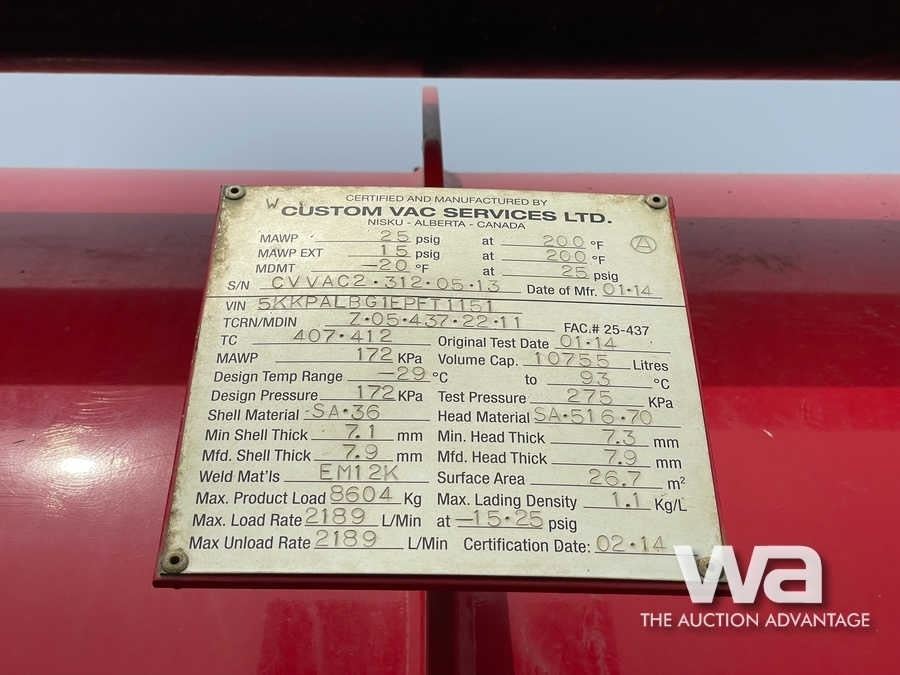 W
CERTIFIED AND MANUFACTURED BY
CUSTOM VAC SERVICES LTD.
NISKU - ALBERTA - CANADA
MAWP 25 psig at 200 °F A
MAWP EXT 15 psig at 200 °F
MDMT -20 °F at 25 psig
S/N CVVAC2·312·05·13 Date of Mfr. 01·14
VIN 5KKPALBG1EPFT1151
TCRN/MDIN Z·05·437·22·11 FAC.# 25-437
TC 407·412 Original Test Date 01·14
MAWP 172 KPa Volume Cap. 10755 Litres
Design Temp Range -29 °C to 93 °C
Design Pressure 172 KPa Test Pressure 275 KPa
Shell Material SA·36 Head Material SA·516·70
Min Shell Thick 7.1 mm Min. Head Thick 7.3 mm
Mfd. Shell Thick 7.9 mm Mfd. Head Thick 7.9 mm
Weld Mat'ls EM12K Surface Area 26.7 m²
Max. Product Load 8604 Kg Max. Lading Density 1.1 Kg/L
Max. Load Rate 2189 L/Min at -15·25 psig
Max Unload Rate 2189 L/Min Certification Date: 02·14
wa
THE AUCTION ADVANTAGE